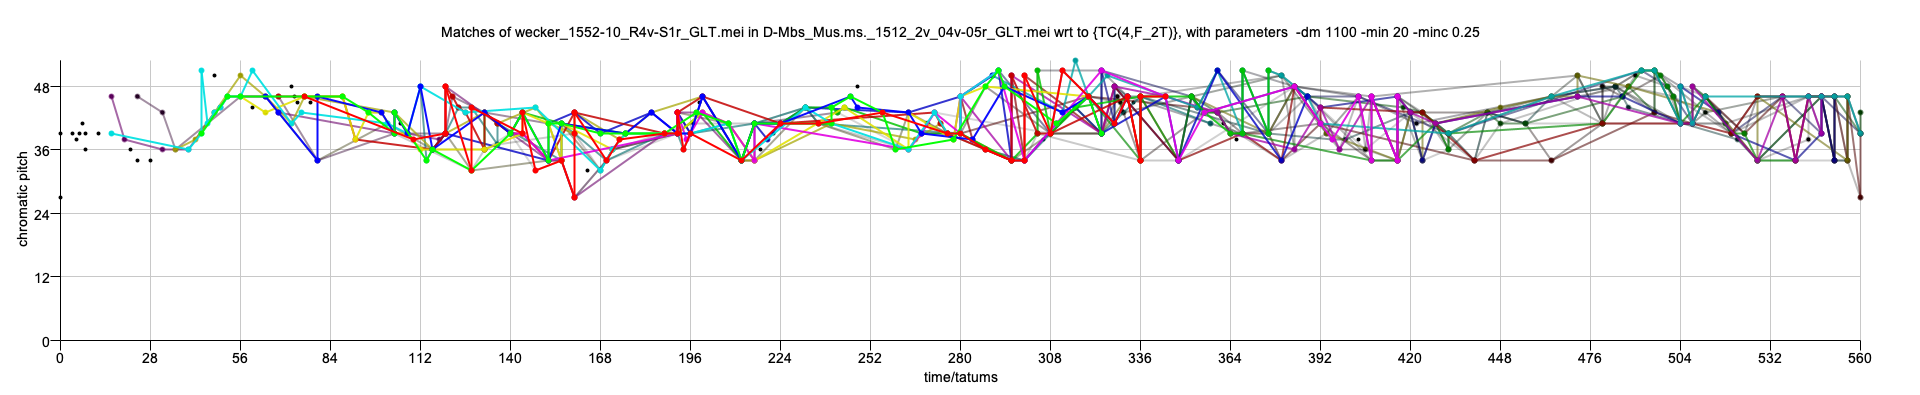 Matches of wecker_1552-10_R4v-S1r_GLT.mei in D-Mbs_Mus.ms._1512_2v_04v-05r_GLT.mei wrt to {TC(4,F_2T)}, with parameters  -dm 1100 -min 20 -minc 0.25
chromatic pitch
48
36
24
12
0
0 28 56 84 112 140 168 196 224 252 280 308 336 364 392 420 448 476 504 532 560
time/tatums